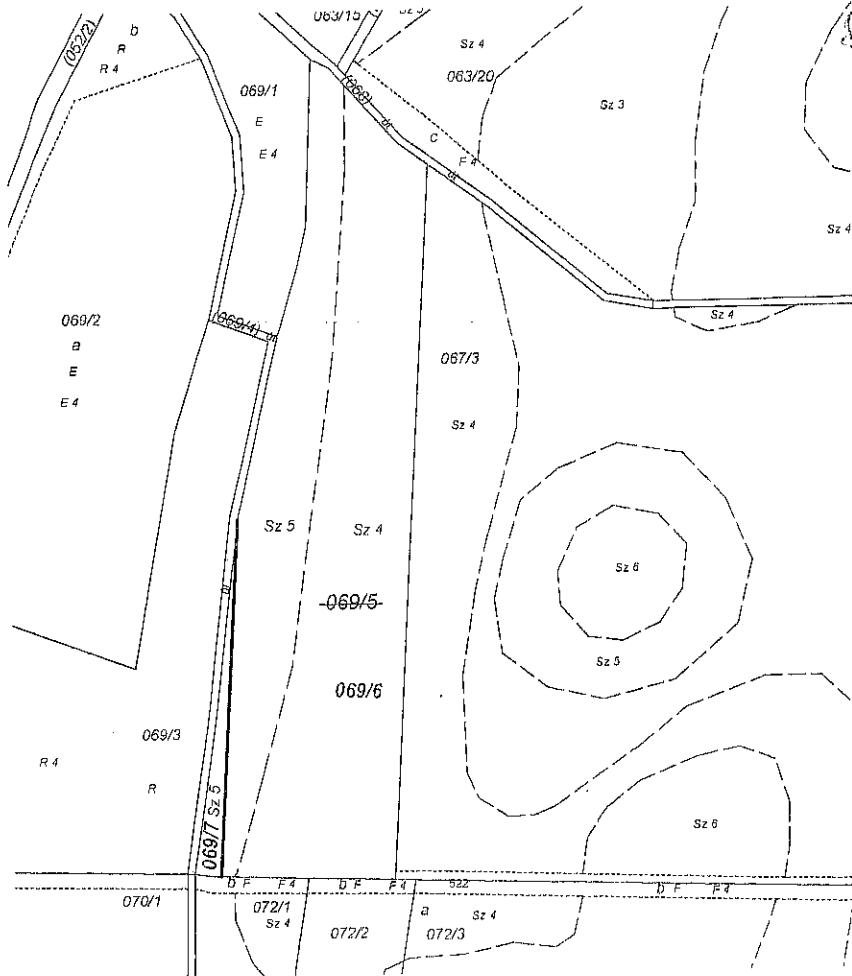 063/15
(052/2)
b
R
R 4
Sz 4
063/20
069/1
E
E 4
(066)
út
C
F 4
út
Sz 3
Sz 4
069/2
a
E
E 4
(069/4) út
Sz 4
067/3
Sz 4
Sz 5
Sz 4
-069/5-
Sz 6
út
Sz 5
069/6
069/3
R 4
R
069/7 Sz 5
Sz 6
b F F 4
b F F 4
522
b F F 4
070/1
072/1
Sz 4
072/2
a
Sz 4
072/3